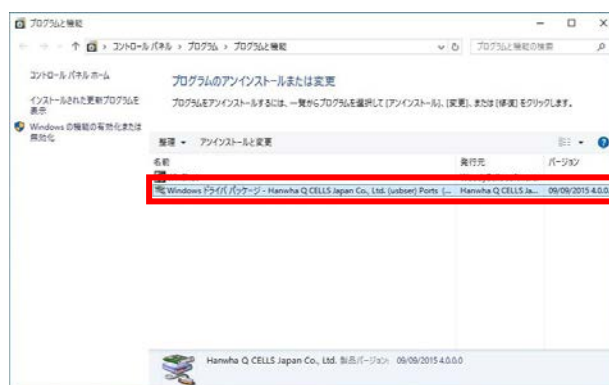 プログラムと機能
コントロール パネル › プログラム › プログラムと機能
プログラムと機能の検索
コントロール パネル ホーム
インストールされた更新プログラムを表示
Windows の機能の有効化または無効化
プログラムのアンインストールまたは変更
プログラムをアンインストールするには、一覧からプログラムを選択して [アンインストール]、[変更]、または [修復] をクリックします。
整理 アンインストールと変更
名前 発行元 バージョン
Windows ドライバ パッケージ - Hanwha Q CELLS Japan Co., Ltd. (usbser) Ports (... Hanwha Q CELLS Ja... 09/09/2015 4.0.0.
Hanwha Q CELLS Japan Co., Ltd. 製品バージョン: 09/09/2015 4.0.0.0